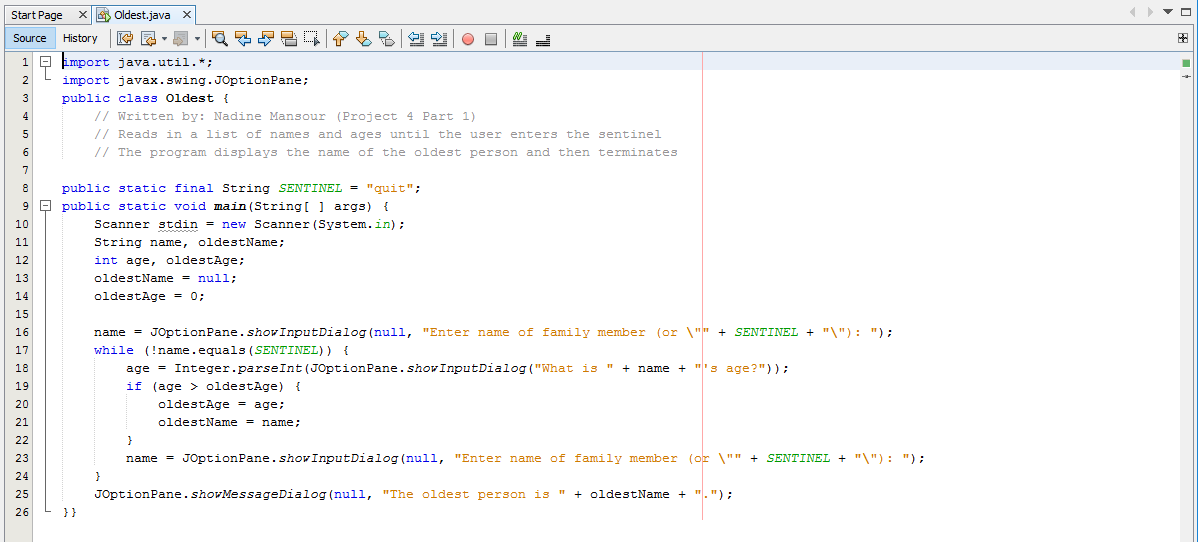 Start Page Oldest.java
Source History
1 import java.util.*;
2 import javax.swing.JOptionPane;
3 public class Oldest {
4 // Written by: Nadine Mansour (Project 4 Part 1)
5 // Reads in a list of names and ages until the user enters the sentinel
6 // The program displays the name of the oldest person and then terminates
7
8 public static final String SENTINEL = "quit";
9 public static void main(String[ ] args) {
10 Scanner stdin = new Scanner(System.in);
11 String name, oldestName;
12 int age, oldestAge;
13 oldestName = null;
14 oldestAge = 0;
15
16 name = JOptionPane.showInputDialog(null, "Enter name of family member (or \"" + SENTINEL + "\"): ");
17 while (!name.equals(SENTINEL)) {
18 age = Integer.parseInt(JOptionPane.showInputDialog("What is " + name + "'s age?"));
19 if (age > oldestAge) {
20 oldestAge = age;
21 oldestName = name;
22 }
23 name = JOptionPane.showInputDialog(null, "Enter name of family member (or \"" + SENTINEL + "\"): ");
24 }
25 JOptionPane.showMessageDialog(null, "The oldest person is " + oldestName + ".");
26 }}